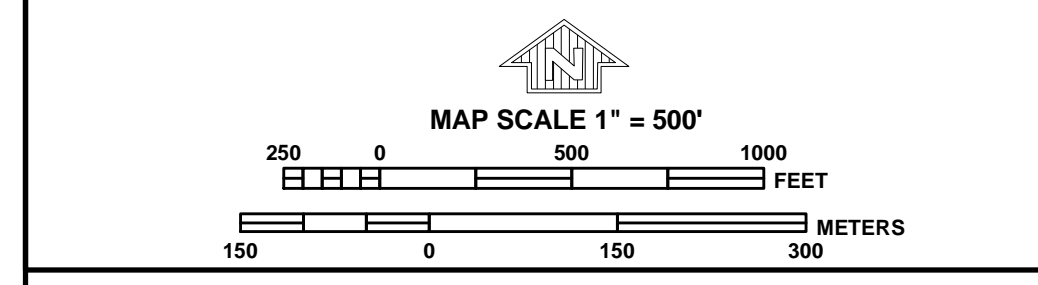 N
MAP SCALE 1" = 500'
250 0 500 1000
FEET
METERS
150 0 150 300